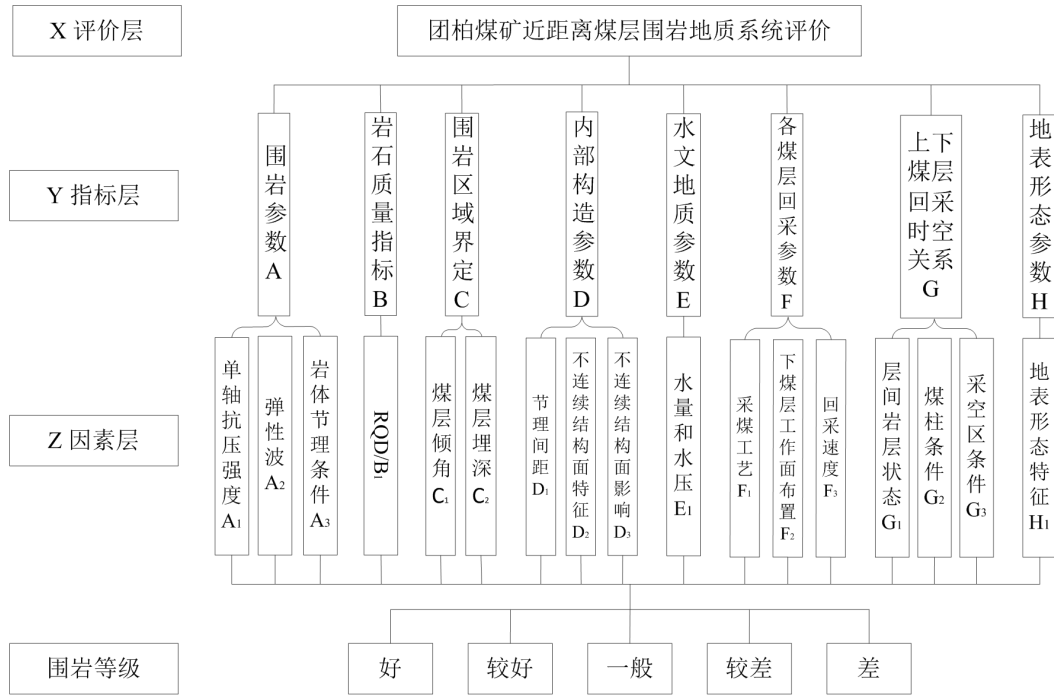 X 评价层
团柏煤矿近距离煤层围岩地质系统评价
Y 指标层
围岩参数A
岩石质量指标B
围岩区域界定C
内部构造参数D
水文地质参数E
各煤层回采参数F
上下煤层回采时空关系G
地表形态参数H
Z 因素层
单轴抗压强度A₁
弹性波A₂
岩体节理条件A₃
RQD/B₁
煤层倾角C₁
煤层埋深C₂
节理间距D₁
不连续结构面特征D₂
不连续结构面影响D₃
水量和水压E₁
采煤工艺F₁
下煤层工作面布置F₂
回采速度F₃
层间岩层状态G₁
煤柱条件G₂
采空区条件G₃
地表形态特征H₁
围岩等级
好
较好
一般
较差
差